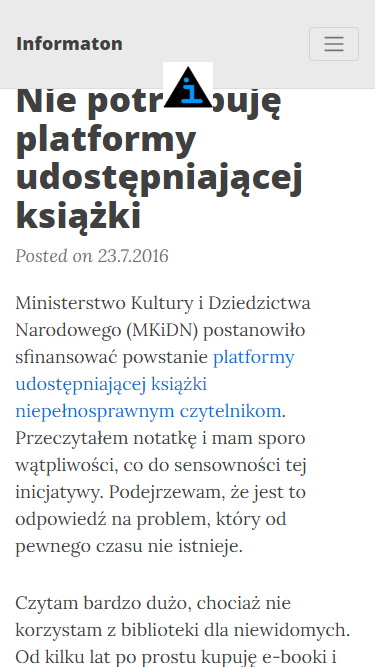 Informaton
Nie potr buję
platformy
udostępniającej
książki
Posted on 23.7.2016
Ministerstwo Kultury i Dziedzictwa
Narodowego (MKiDN) postanowiło
sfinansować powstanie platformy
udostępniającej książki
niepełnosprawnym czytelnikom.
Przeczytałem notatkę i mam sporo
wątpliwości, co do sensowności tej
inicjatywy. Podejrzewam, że jest to
odpowiedź na problem, który od
pewnego czasu nie istnieje.
Czytam bardzo dużo, chociaż nie
korzystam z biblioteki dla niewidomych.
Od kilku lat po prostu kupuję e-booki i